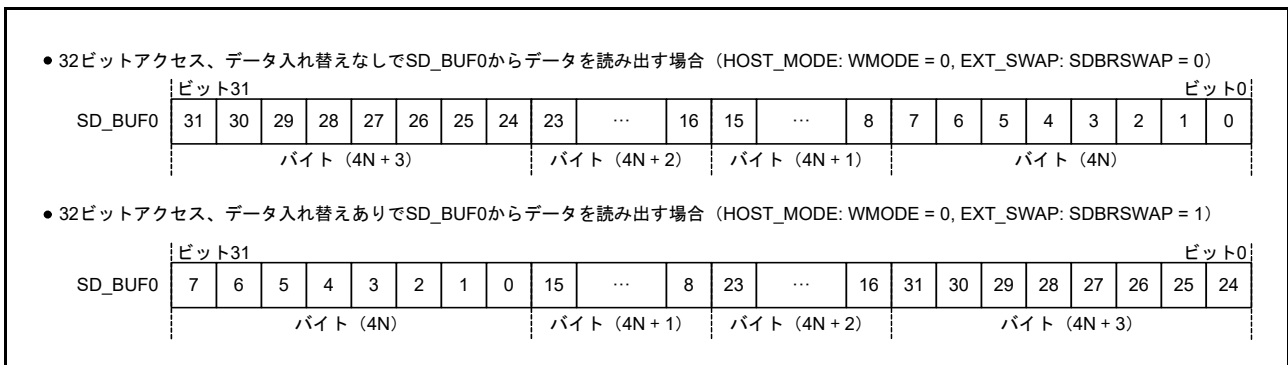 ● 32ビットアクセス、データ入れ替えなしでSD_BUF0からデータを読み出す場合（HOST_MODE: WMODE = 0, EXT_SWAP: SDBRSWAP = 0）
ビット31 ビット0
SD_BUF0 31 30 29 28 27 26 25 24 23 … 16 15 … 8 7 6 5 4 3 2 1 0
バイト（4N + 3） バイト（4N + 2） バイト（4N + 1） バイト（4N）
● 32ビットアクセス、データ入れ替えありでSD_BUF0からデータを読み出す場合（HOST_MODE: WMODE = 0, EXT_SWAP: SDBRSWAP = 1）
ビット31 ビット0
SD_BUF0 7 6 5 4 3 2 1 0 15 … 8 23 … 16 31 30 29 28 27 26 25 24
バイト（4N） バイト（4N + 1） バイト（4N + 2） バイト（4N + 3）